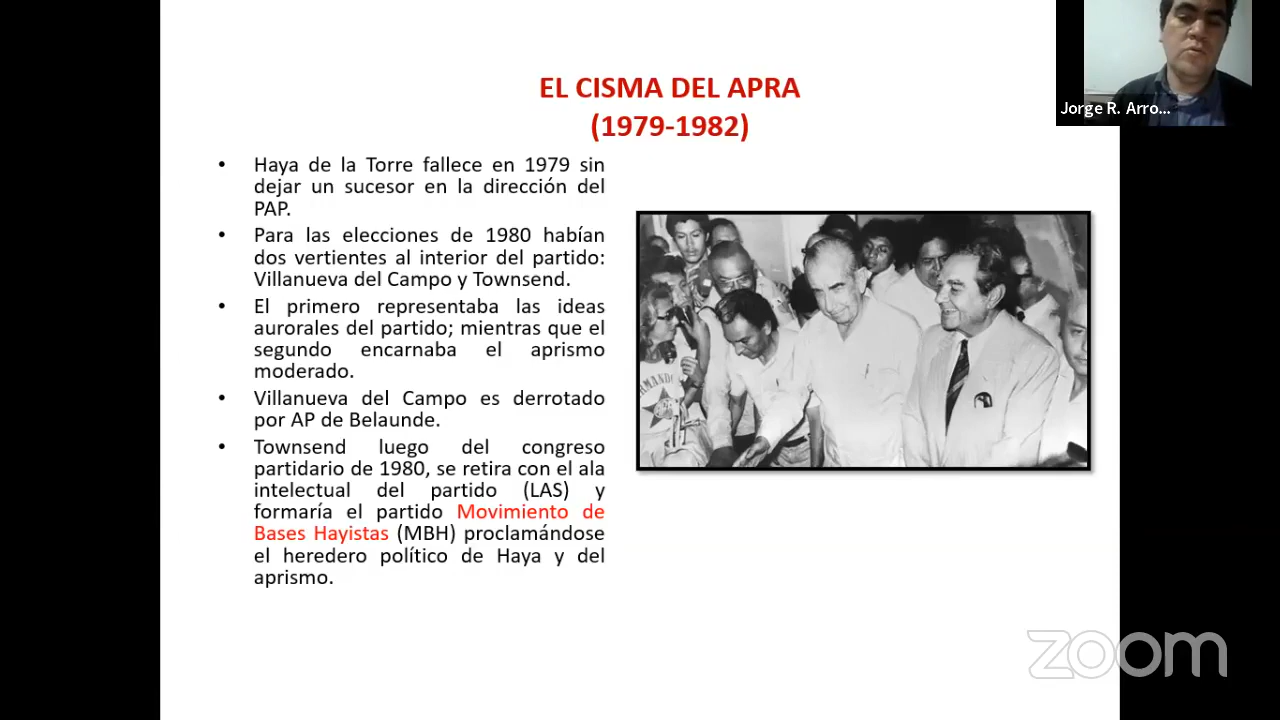 EL CISMA DEL APRA
(1979-1982)
• Haya de la Torre fallece en 1979 sin
dejar un sucesor en la dirección del
PAP.
• Para las elecciones de 1980 habían
dos vertientes al interior del partido:
Villanueva del Campo y Townsend.
• El primero representaba las ideas
aurorales del partido; mientras que el
segundo encarnaba el aprismo
moderado.
• Villanueva del Campo es derrotado
por AP de Belaunde.
• Townsend luego del congreso
partidario de 1980, se retira con el ala
intelectual del partido (LAS) y
formaría el partido Movimiento de
Bases Hayistas (MBH) proclamándose
el heredero político de Haya y del
aprismo.
Jorge R. Arro...
zoom